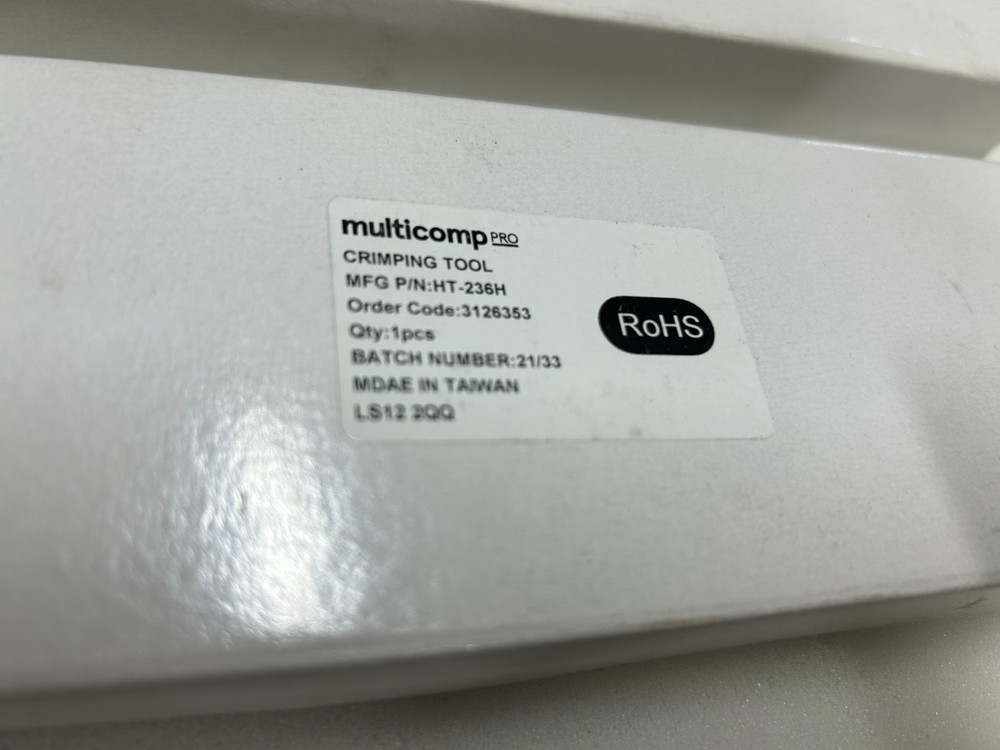 multicomp PRO
CRIMPING TOOL
MFG P/N:HT-236H
Order Code:3126353
Qty:1pcs
BATCH NUMBER:21/33
MDAE IN TAIWAN
LS12 2QQ
RoHS